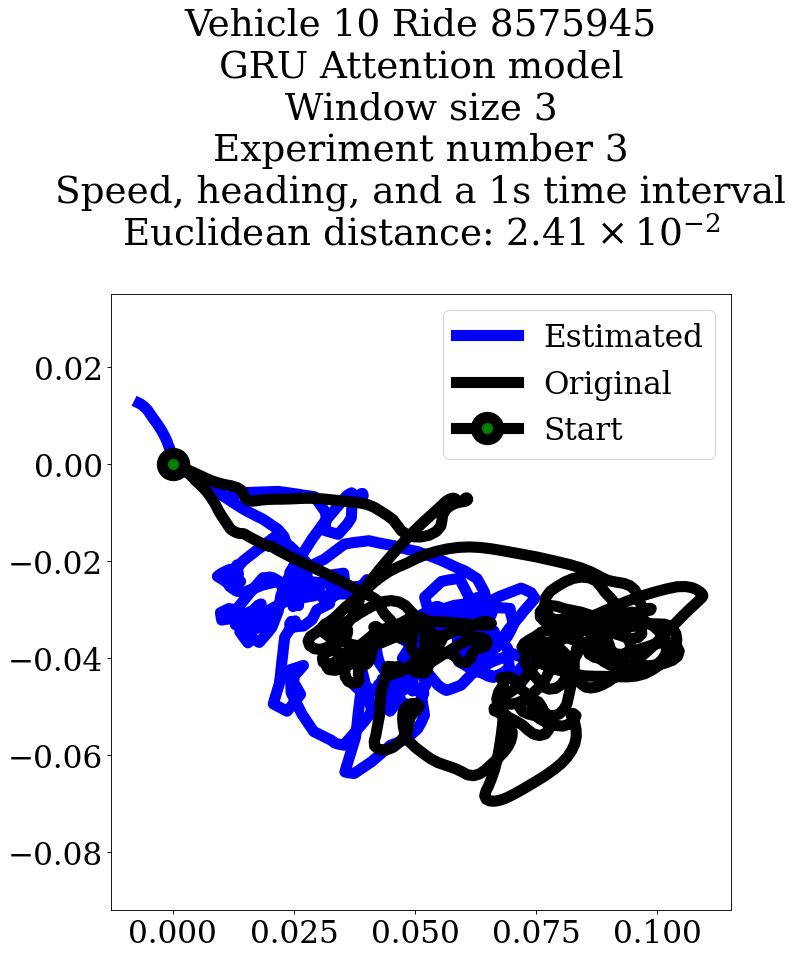 Vehicle 10 Ride 8575945
GRU Attention model
Window size 3
Experiment number 3
Speed, heading, and a 1s time interval
Euclidean distance: 2.41 × 10⁻²
Estimated
Original
Start
0.02
0.00
−0.02
−0.04
−0.06
−0.08
0.000 0.025 0.050 0.075 0.100